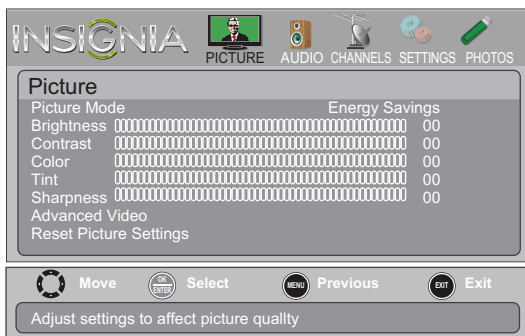 INSIGNIA
PICTURE AUDIO CHANNELS SETTINGS PHOTOS
Picture
Picture Mode Energy Savings
Brightness 00
Contrast 00
Color 00
Tint 00
Sharpness 00
Advanced Video
Reset Picture Settings
Move OK ENTER Select MENU Previous EXIT Exit
Adjust settings to affect picture quallty